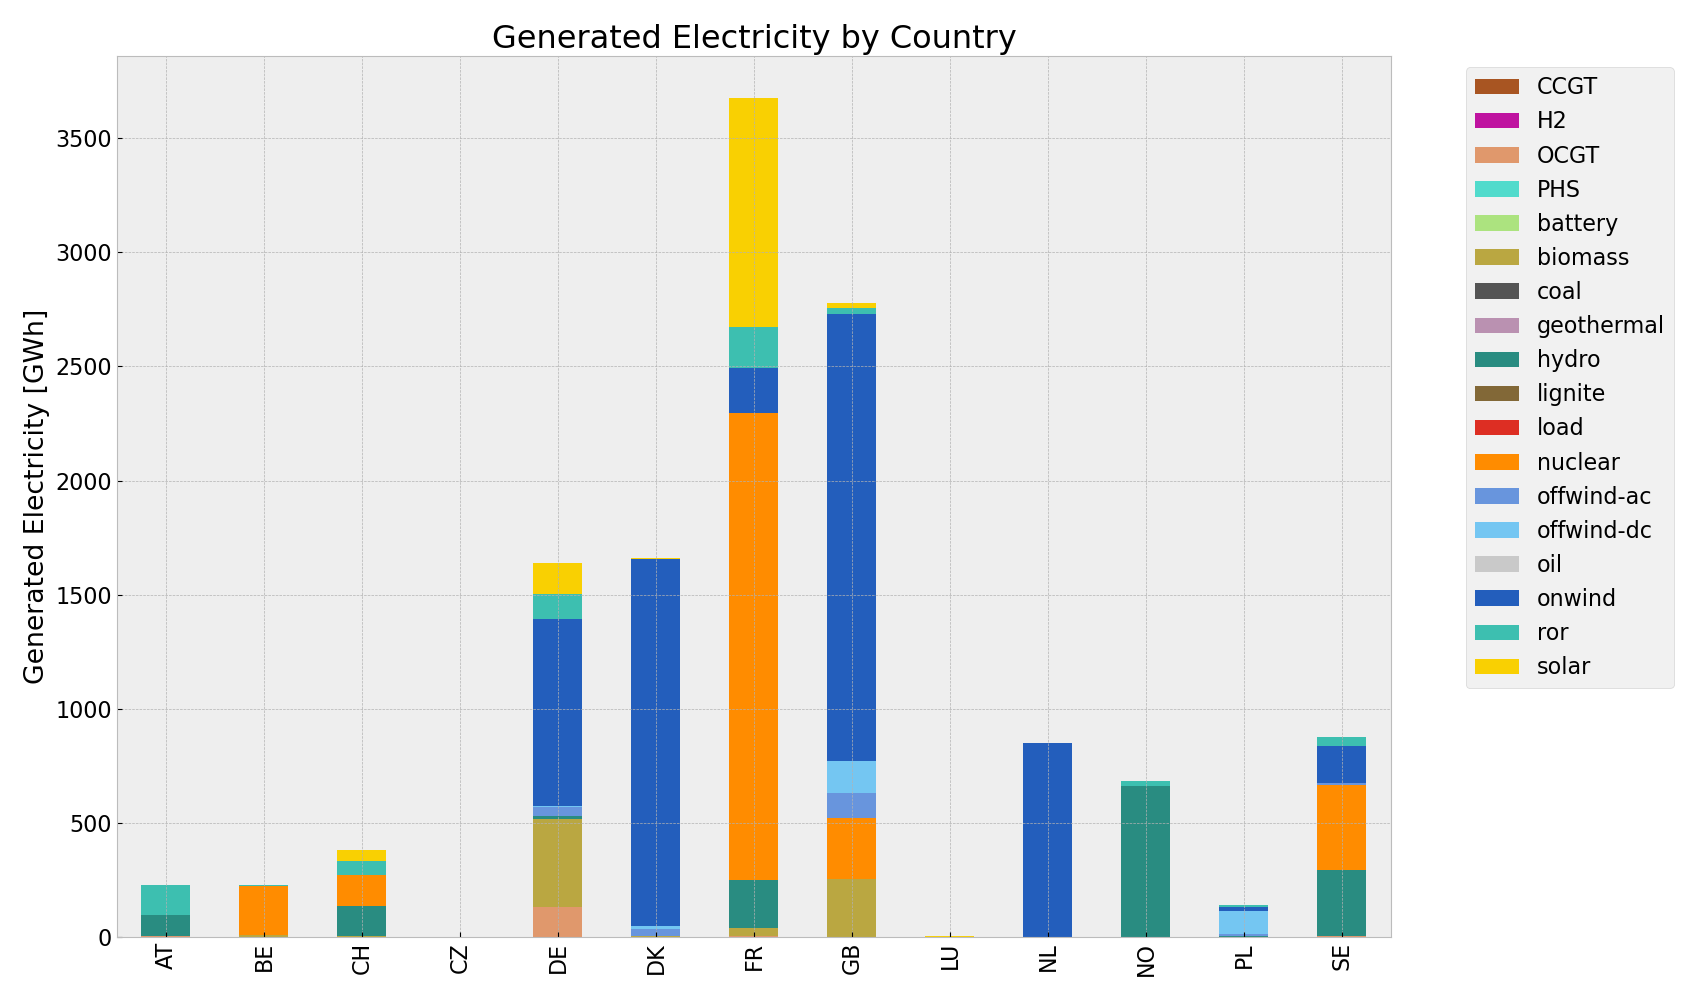 Generated Electricity by Country
Generated Electricity [GWh]
3500
3000
2500
2000
1500
1000
500
0
AT BE CH CZ DE DK FR GB LU NL NO PL SE
CCGT
H2
OCGT
PHS
battery
biomass
coal
geothermal
hydro
lignite
load
nuclear
offwind-ac
offwind-dc
oil
onwind
ror
solar